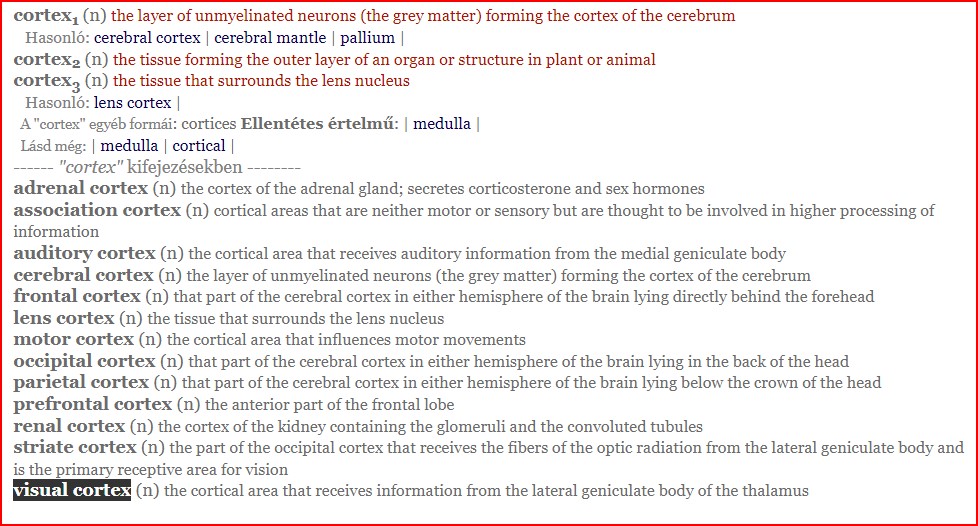 cortex₁ (n) the layer of unmyelinated neurons (the grey matter) forming the cortex of the cerebrum
Hasonló: cerebral cortex | cerebral mantle | pallium |
cortex₂ (n) the tissue forming the outer layer of an organ or structure in plant or animal
cortex₃ (n) the tissue that surrounds the lens nucleus
Hasonló: lens cortex |
A "cortex" egyéb formái: cortices Ellentétes értelmű: | medulla |
Lásd még: | medulla | cortical |
------ "cortex" kifejezésekben --------
adrenal cortex (n) the cortex of the adrenal gland; secretes corticosterone and sex hormones
association cortex (n) cortical areas that are neither motor or sensory but are thought to be involved in higher processing of
information
auditory cortex (n) the cortical area that receives auditory information from the medial geniculate body
cerebral cortex (n) the layer of unmyelinated neurons (the grey matter) forming the cortex of the cerebrum
frontal cortex (n) that part of the cerebral cortex in either hemisphere of the brain lying directly behind the forehead
lens cortex (n) the tissue that surrounds the lens nucleus
motor cortex (n) the cortical area that influences motor movements
occipital cortex (n) that part of the cerebral cortex in either hemisphere of the brain lying in the back of the head
parietal cortex (n) that part of the cerebral cortex in either hemisphere of the brain lying below the crown of the head
prefrontal cortex (n) the anterior part of the frontal lobe
renal cortex (n) the cortex of the kidney containing the glomeruli and the convoluted tubules
striate cortex (n) the part of the occipital cortex that receives the fibers of the optic radiation from the lateral geniculate body and
is the primary receptive area for vision
visual cortex (n) the cortical area that receives information from the lateral geniculate body of the thalamus